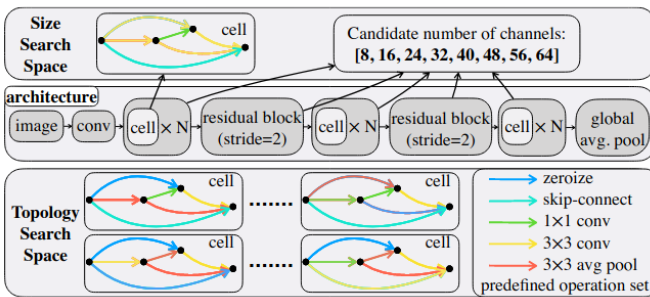 Size
Search
Space
cell
Candidate number of channels:
[8, 16, 24, 32, 40, 48, 56, 64]
architecture
image
conv
cell × N
residual block
(stride=2)
cell × N
residual block
(stride=2)
cell × N
global
avg. pool
Topology
Search
Space
cell
.......
cell
cell
.......
cell
zeroize
skip-connect
1×1 conv
3×3 conv
3×3 avg pool
predefined operation set